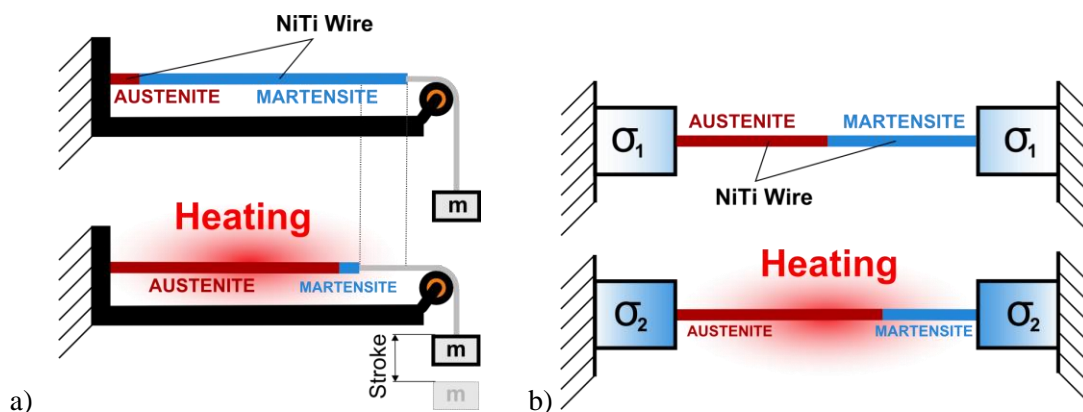 NiTi Wire
AUSTENITE MARTENSITE
m
Heating
AUSTENITE MARTENSITE
m
Stroke
m
a)
AUSTENITE MARTENSITE
σ1 σ1
NiTi Wire
Heating
σ2 σ2
AUSTENITE MARTENSITE
b)